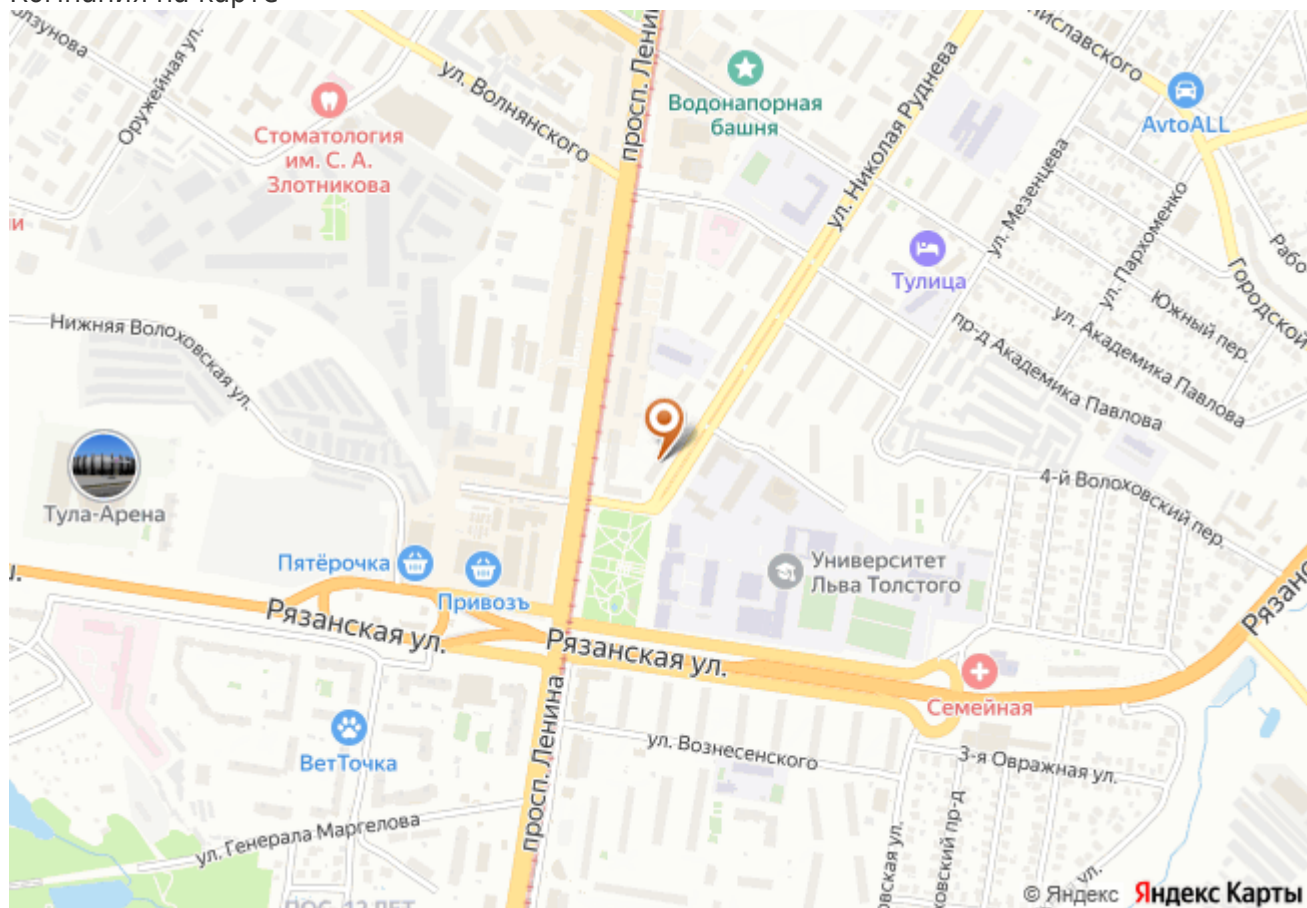 Компания на карте
Оружейная ул.
ул. Волнянского
просп. Ленина
Водонапорная
башня
ул. Николая Руднева
AvtoALL
Стоматология
им. С. А.
Злотникова
ул. Мезенцева
ул. Пархоменко
Городской
Тулица
Южный пер.
ул. Академика Павлова
пр-д Академика Павлова
Нижняя Волоховская ул.
4-й Волоховский пер.
Тула-Арена
Пятёрочка
Привозъ
Университет
Льва Толстого
Рязанская ул.
Рязанская ул.
Семейная
ВетТочка
просп. Ленина
ул. Вознесенского
3-я Овражная ул.
ул. Генерала Маргелова
© Яндекс Яндекс Карты